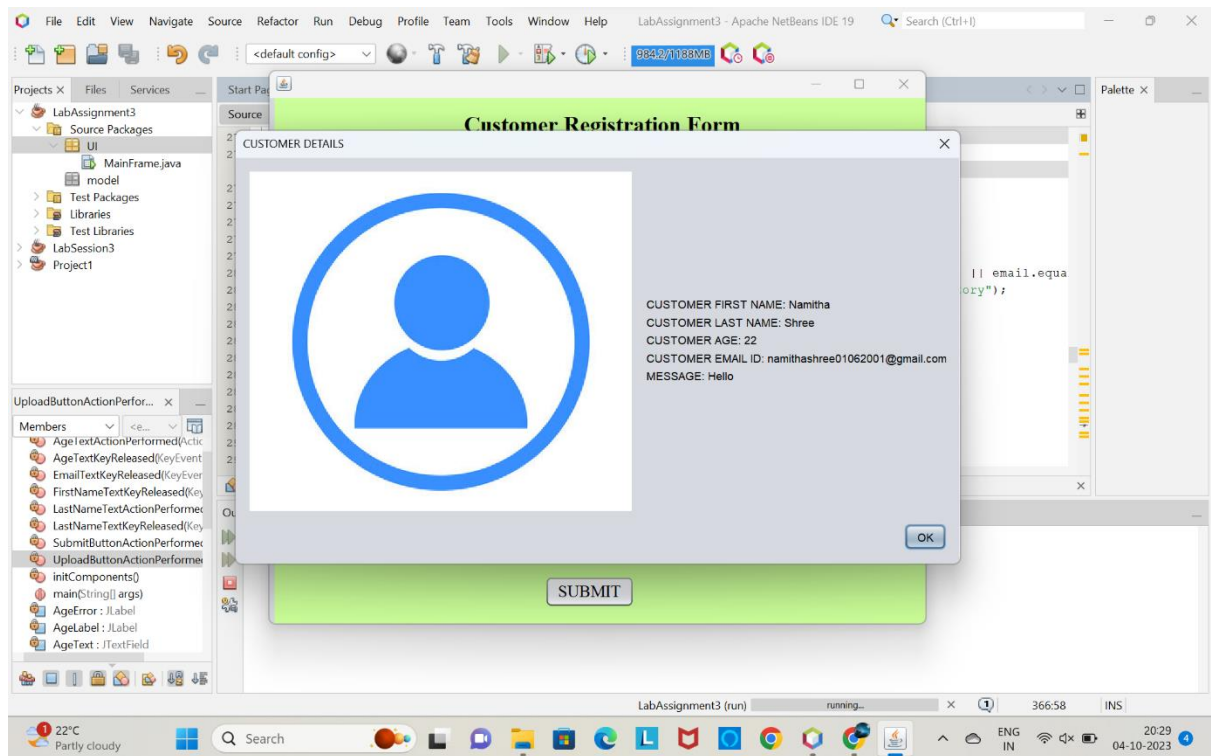 File Edit View Navigate Source Refactor Run Debug Profile Team Tools Window Help LabAssignment3 - Apache NetBeans IDE 19 Search (Ctrl+I)
<default config> 984.2/1188MB
Projects Files Services
Start Pag
Palette
LabAssignment3
Source Packages
UI
MainFrame.java
model
Test Packages
Libraries
Test Libraries
LabSession3
Project1
Source
Customer Registration Form
CUSTOMER DETAILS
CUSTOMER FIRST NAME: Namitha
CUSTOMER LAST NAME: Shree
CUSTOMER AGE: 22
CUSTOMER EMAIL ID: namithashree01062001@gmail.com
MESSAGE: Hello
OK
|| email.equa
ory");
SUBMIT
UploadButtonActionPerfor...
Members <e...
AgeTextActionPerformed(Actic
AgeTextKeyReleased(KeyEvent
EmailTextKeyReleased(KeyEver
FirstNameTextKeyReleased(Key
LastNameTextActionPerformed
LastNameTextKeyReleased(Key
SubmitButtonActionPerformed
UploadButtonActionPerformed
initComponents()
main(String[] args)
AgeError : JLabel
AgeLabel : JLabel
AgeText : JTextField
LabAssignment3 (run) running... 1 366:58 INS
1 22°C
Partly cloudy
Search
ENG
IN
20:29
04-10-2023
4